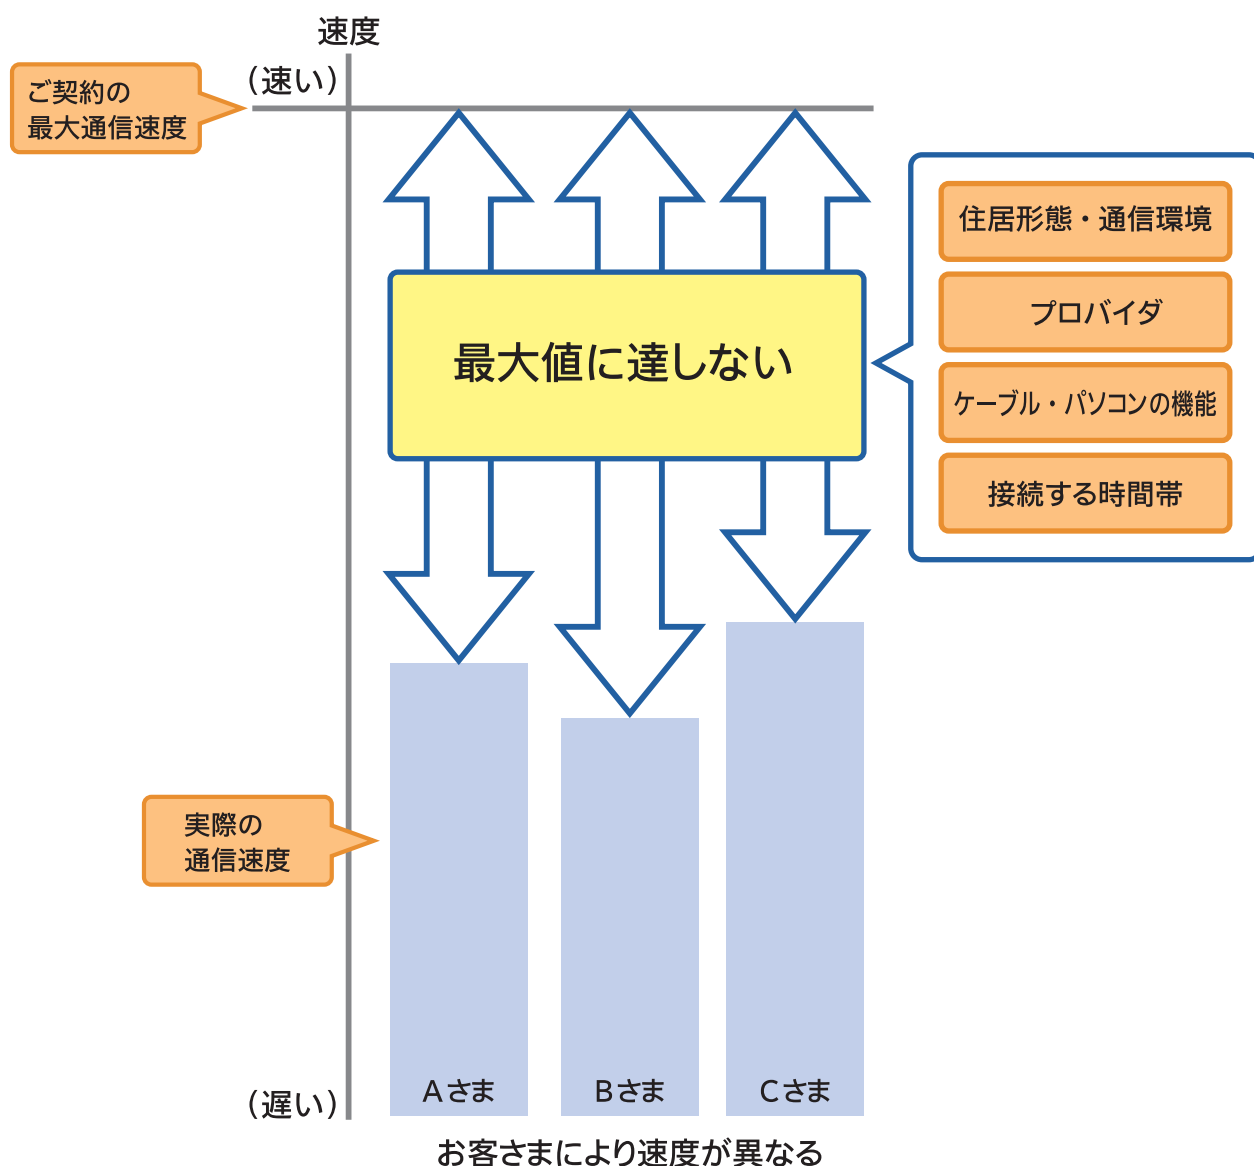 速度
（速い）
ご契約の
最大通信速度
住居形態・通信環境
プロバイダ
最大値に達しない
ケーブル・パソコンの機能
接続する時間帯
実際の
通信速度
Aさま
Bさま
Cさま
（遅い）
お客さまにより速度が異なる